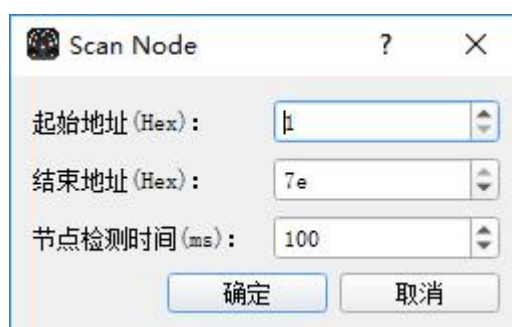 Scan Node ? ×
起始地址(Hex): 1
结束地址(Hex): 7e
节点检测时间(ms): 100
确定 取消